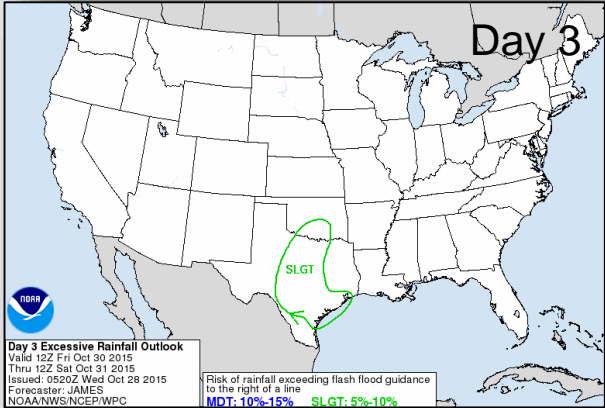 Day 3
SLGT
NOAA
Day 3 Excessive Rainfall Outlook
Valid 12Z Fri Oct 30 2015
Thru 12Z Sat Oct 31 2015
Issued: 0520Z Wed Oct 28 2015
Forecaster: JAMES
NOAA/NWS/NCEP/WPC
Risk of rainfall exceeding flash flood guidance
to the right of a line
MDT: 10%-15% SLGT: 5%-10%